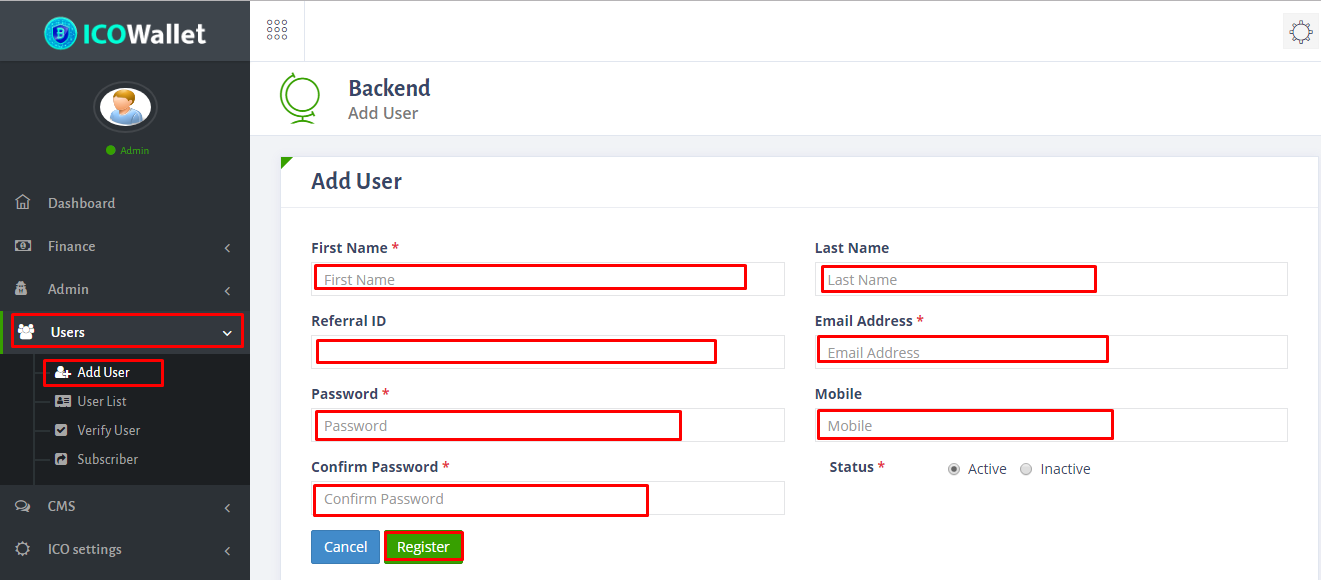 ICOWallet
Admin
Dashboard
Finance
Admin
Users
Add User
User List
Verify User
Subscriber
CMS
ICO settings
Backend
Add User
Add User
First Name *
First Name
Last Name
Last Name
Referral ID
Email Address *
Email Address
Password *
Password
Mobile
Mobile
Confirm Password *
Confirm Password
Status * Active Inactive
Cancel Register